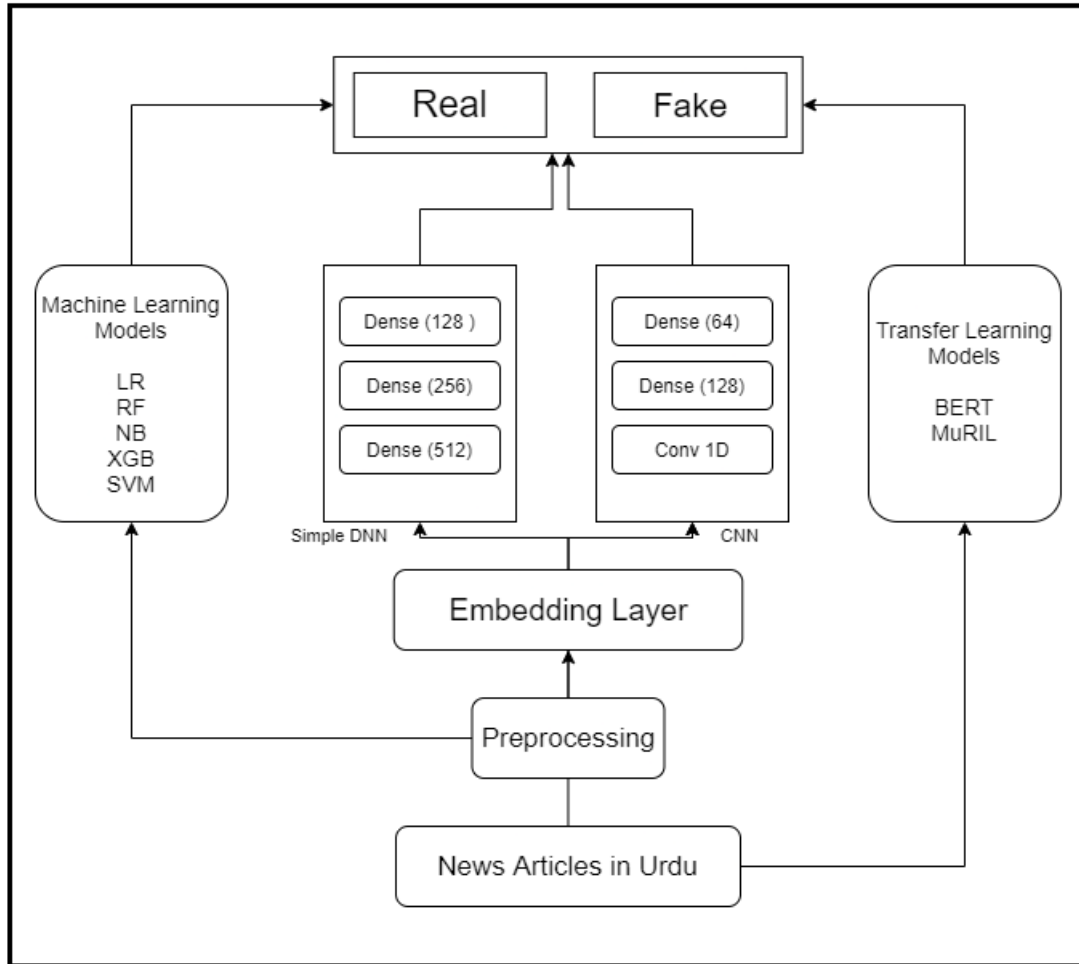 Real
Fake
Machine Learning
Models
LR
RF
NB
XGB
SVM
Dense (128 )
Dense (256)
Dense (512)
Simple DNN
Dense (64)
Dense (128)
Conv 1D
CNN
Transfer Learning
Models
BERT
MuRIL
Embedding Layer
Preprocessing
News Articles in Urdu